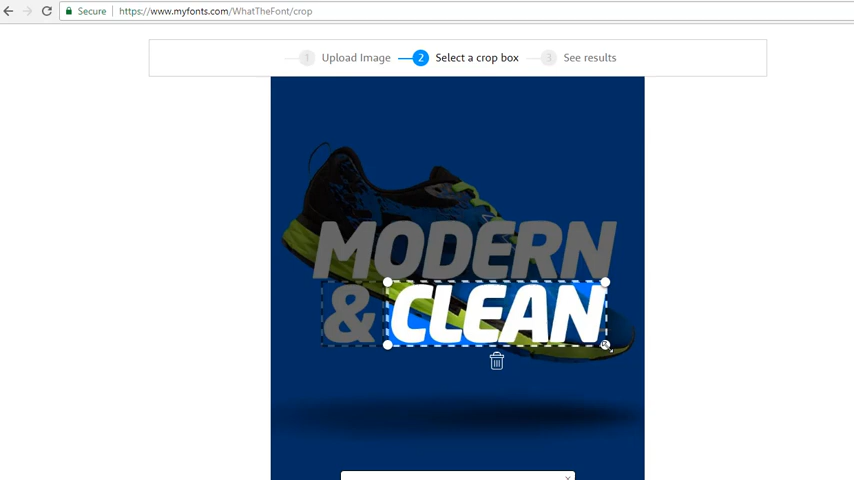 Secure https://www.myfonts.com/WhatTheFont/crop
1 Upload Image 2 Select a crop box 3 See results
MODERN
& CLEAN